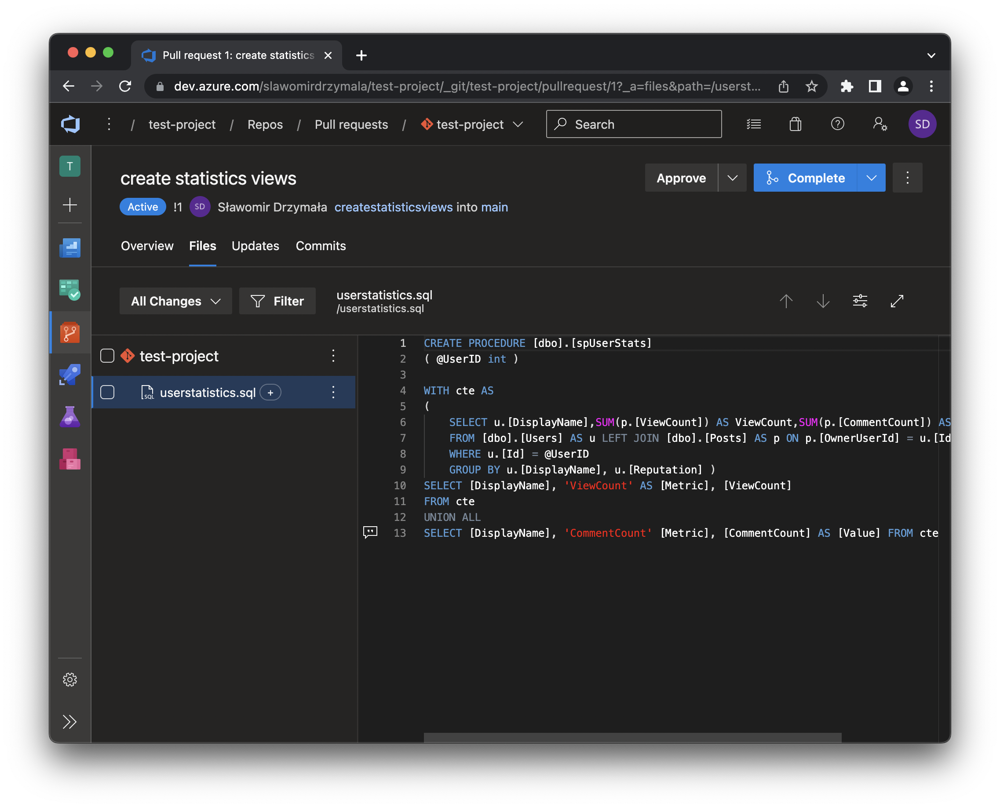 Pull request 1: create statistics
dev.azure.com/slawomirdrzymala/test-project/_git/test-project/pullrequest/1?_a=files&path=/userst...
/ test-project / Repos / Pull requests / test-project
Search
SD
T
create statistics views
Approve
Complete
Active !1 SD Sławomir Drzymała createstatisticsviews into main
Overview Files Updates Commits
All Changes
Filter
userstatistics.sql
/userstatistics.sql
test-project
SQL userstatistics.sql +
1 CREATE PROCEDURE [dbo].[spUserStats]
2 ( @UserID int )
3
4 WITH cte AS
5 (
6 SELECT u.[DisplayName],SUM(p.[ViewCount]) AS ViewCount,SUM(p.[CommentCount]) AS
7 FROM [dbo].[Users] AS u LEFT JOIN [dbo].[Posts] AS p ON p.[OwnerUserId] = u.[Id
8 WHERE u.[Id] = @UserID
9 GROUP BY u.[DisplayName], u.[Reputation] )
10 SELECT [DisplayName], 'ViewCount' AS [Metric], [ViewCount]
11 FROM cte
12 UNION ALL
13 SELECT [DisplayName], 'CommentCount' [Metric], [CommentCount] AS [Value] FROM cte